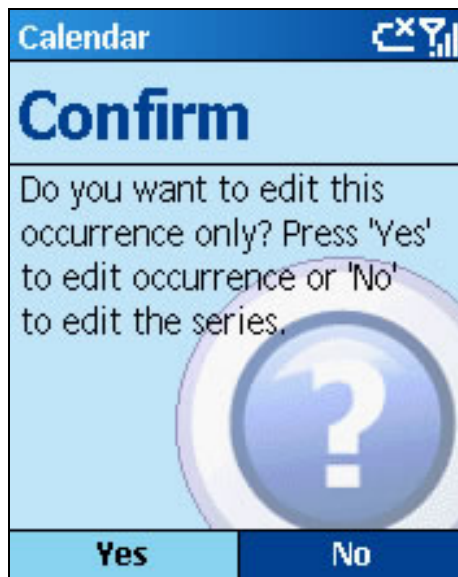 Calendar
Confirm
Do you want to edit this
occurrence only? Press 'Yes'
to edit occurrence or 'No'
to edit the series.
Yes
No